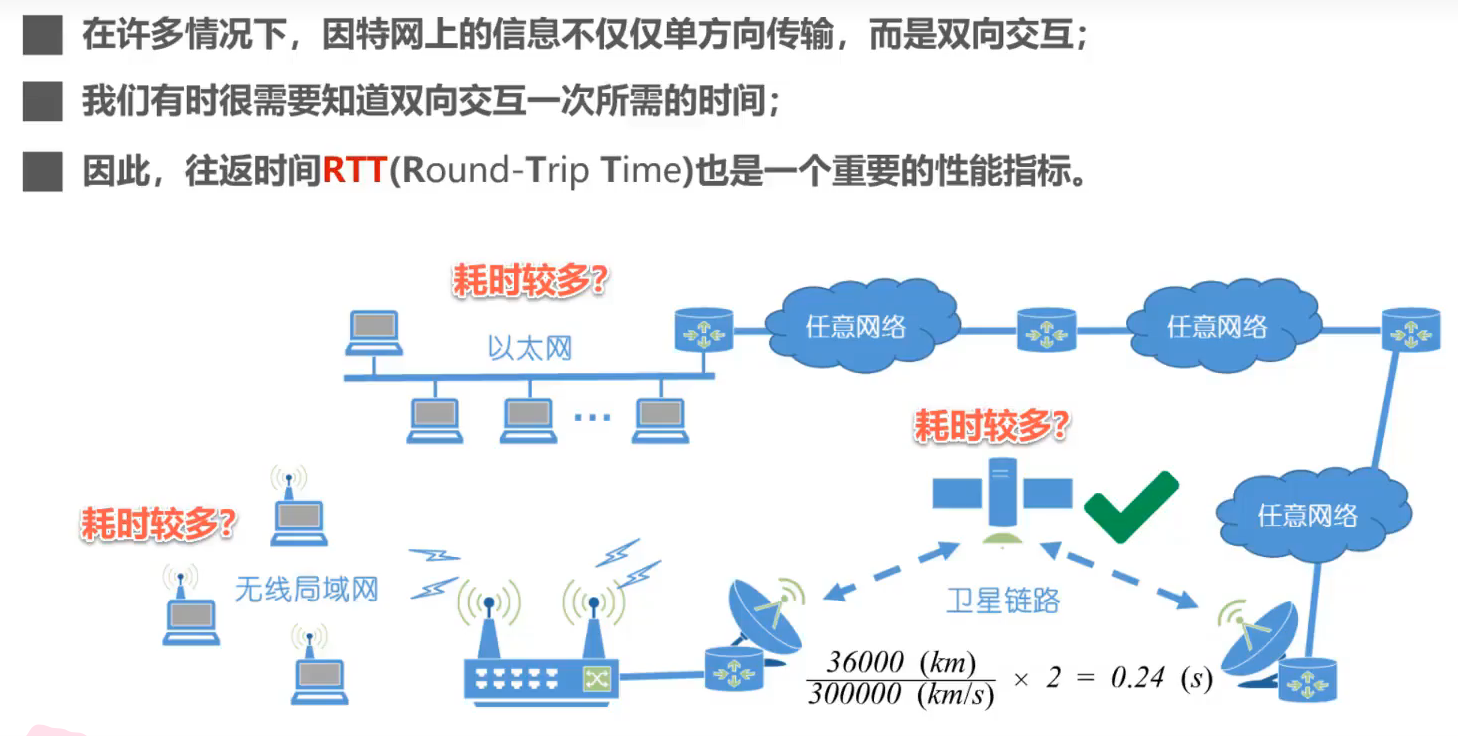 在许多情况下，因特网上的信息不仅仅单方向传输，而是双向交互；
我们有时很需要知道双向交互一次所需的时间；
因此，往返时间RTT(Round-Trip Time)也是一个重要的性能指标。
耗时较多？
以太网
任意网络
任意网络
耗时较多？
耗时较多？
任意网络
无线局域网
卫星链路
36000 (km)
300000 (km/s)
× 2 = 0.24 (s)